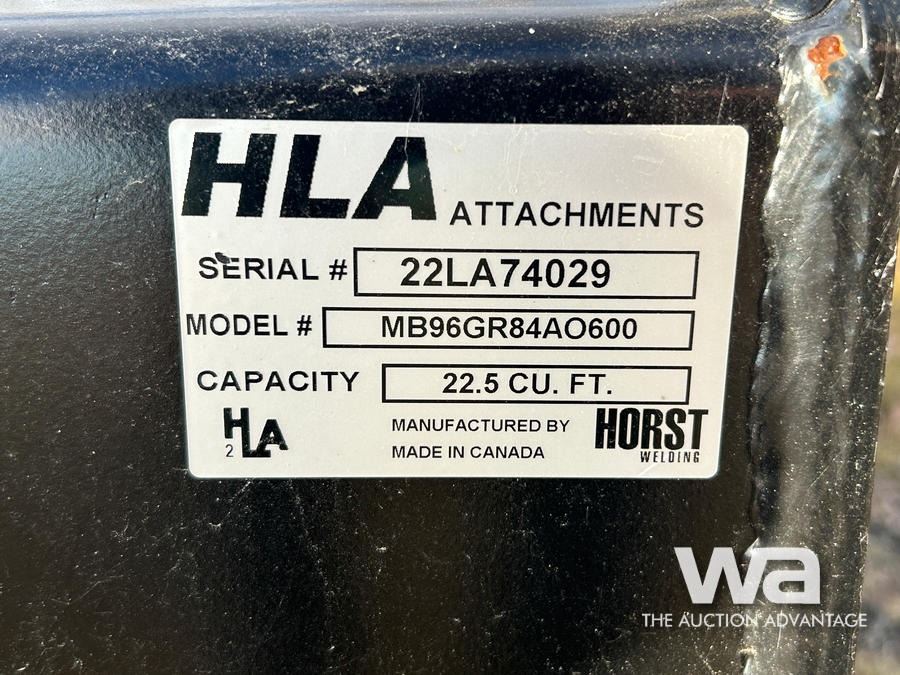 HLA ATTACHMENTS
SERIAL # 22LA74029
MODEL # MB96GR84AO600
CAPACITY 22.5 CU. FT.
HLA
2
MANUFACTURED BY HORST
MADE IN CANADA WELDING
wa
THE AUCTION ADVANTAGE